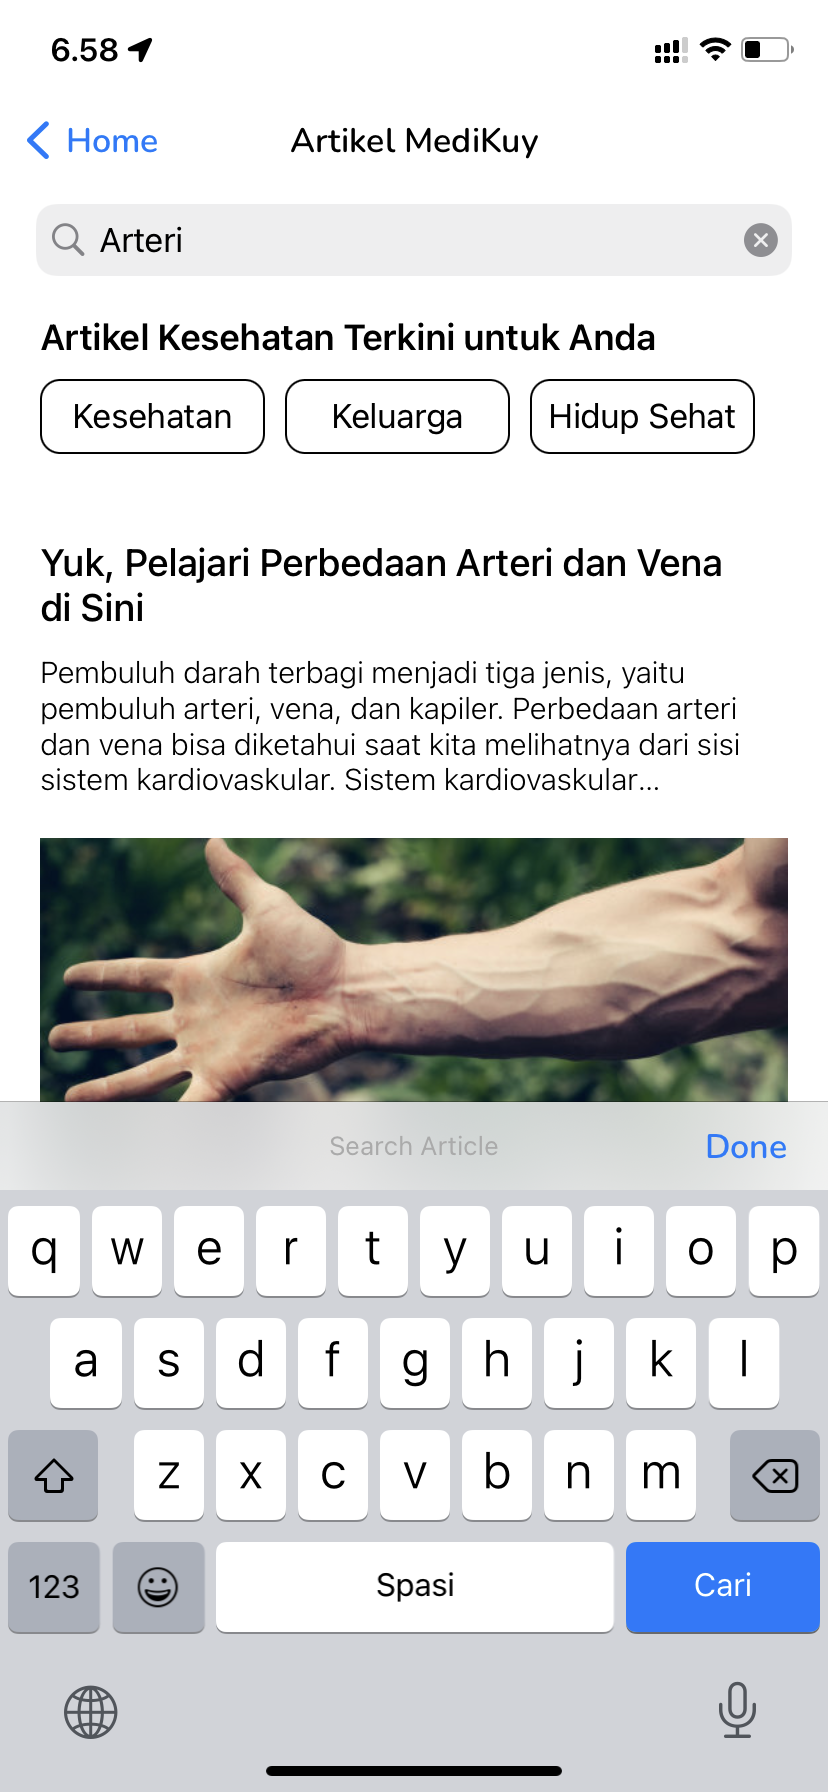 6.58
Home
Artikel MediKuy
Arteri
Artikel Kesehatan Terkini untuk Anda
Kesehatan
Keluarga
Hidup Sehat
Yuk, Pelajari Perbedaan Arteri dan Vena
di Sini
Pembuluh darah terbagi menjadi tiga jenis, yaitu
pembuluh arteri, vena, dan kapiler. Perbedaan arteri
dan vena bisa diketahui saat kita melihatnya dari sisi
sistem kardiovaskular. Sistem kardiovaskular...
Search Article
Done
q w e r t y u i o p
a s d f g h j k l
z x c v b n m
123
Spasi
Cari